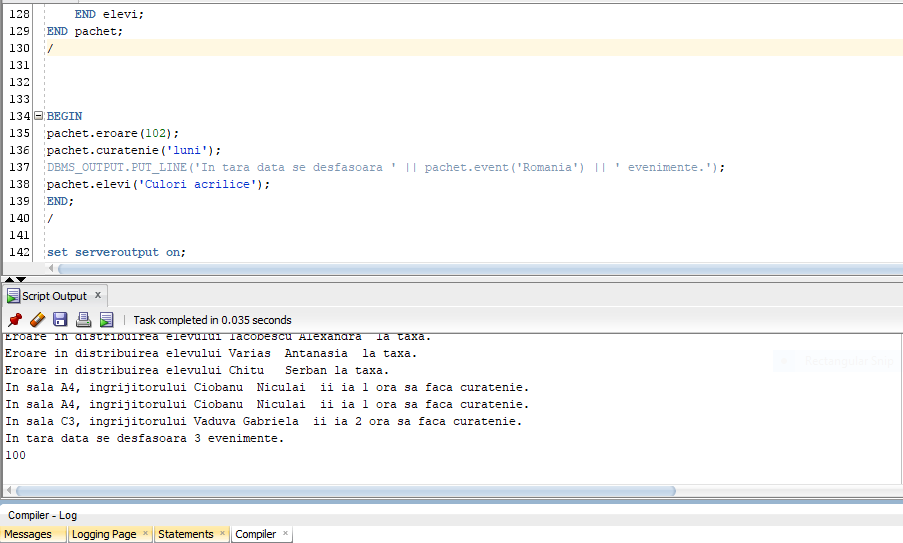 128 END elevi;
129 END pachet;
130 /
131
132
133
134 BEGIN
135 pachet.eroare(102);
136 pachet.curatenie('luni');
137 DBMS_OUTPUT.PUT_LINE('In tara data se desfasoara ' || pachet.event('Romania') || ' evenimente.');
138 pachet.elevi('Culori acrilice');
139 END;
140 /
141
142 set serveroutput on;
Script Output x
Task completed in 0.035 seconds
Eroare in distribuirea elevului Iacobescu Alexandra la taxa.
Eroare in distribuirea elevului Varias Antanasia la taxa.
Eroare in distribuirea elevului Chitu Serban la taxa.
In sala A4, ingrijitorului Ciobanu Niculai ii ia 1 ora sa faca curatenie.
In sala A4, ingrijitorului Ciobanu Niculai ii ia 1 ora sa faca curatenie.
In sala C3, ingrijitorului Vaduva Gabriela ii ia 2 ora sa faca curatenie.
In tara data se desfasoara 3 evenimente.
100
Compiler - Log
Messages Logging Page x Statements x Compiler x